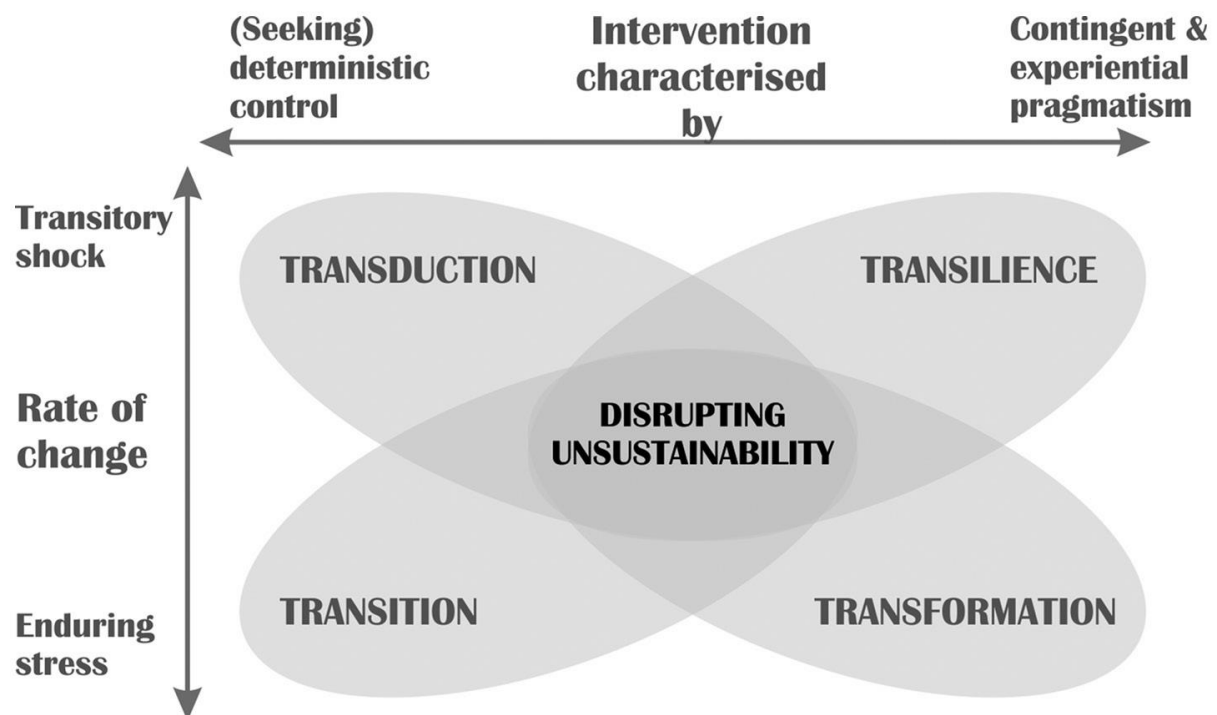 (Seeking)
deterministic
control
Intervention
characterised
by
Contingent &
experiential
pragmatism
Transitory
shock
TRANSDUCTION
TRANSILIENCE
Rate of
change
DISRUPTING
UNSUSTAINABILITY
Enduring
stress
TRANSITION
TRANSFORMATION